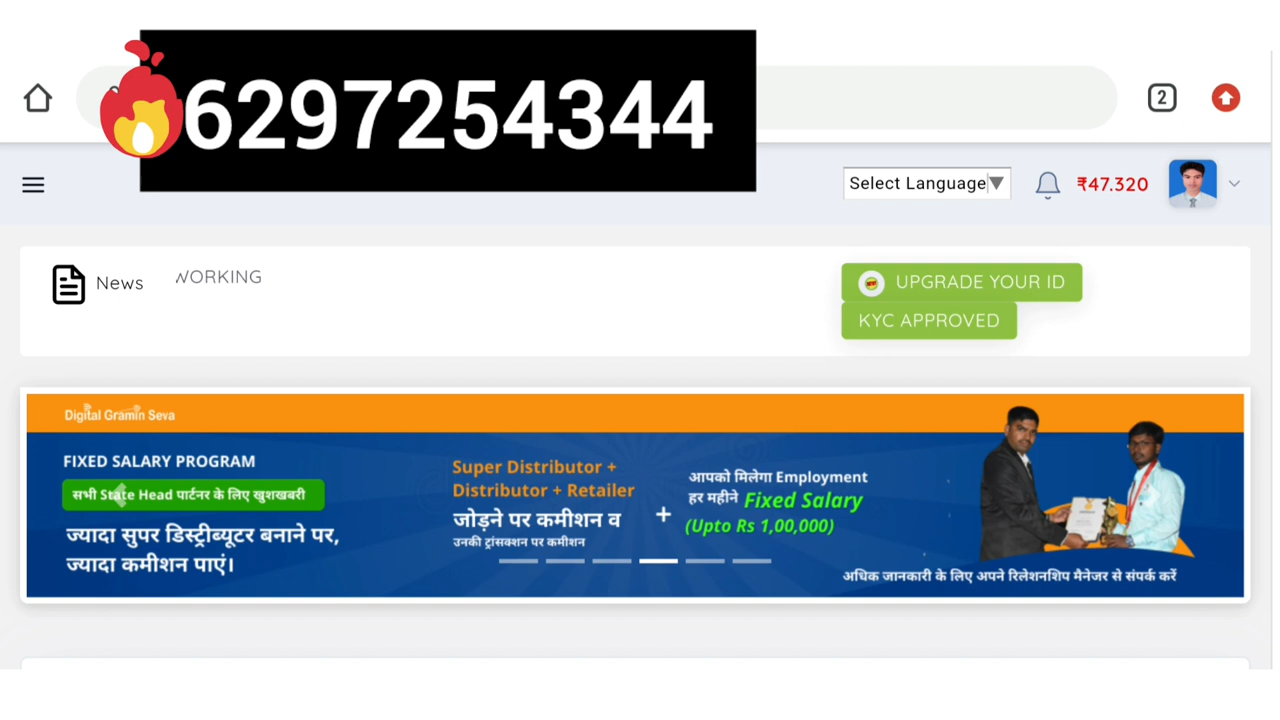 6297254344
2
Select Language
₹47.320
News
WORKING
UPGRADE YOUR ID
KYC APPROVED
Digital Gramin Seva
FIXED SALARY PROGRAM
सभी State Head पार्टनर के लिए खुशखबरी
ज्यादा सुपर डिस्ट्रीब्यूटर बनाने पर,
ज्यादा कमीशन पाएं।
Super Distributor +
Distributor + Retailer
जोड़ने पर कमीशन व
उनकी ट्रांसक्शन पर कमीशन
+
आपको मिलेगा Employment
हर महीने Fixed Salary
(Upto Rs 1,00,000)
अधिक जानकारी के लिए अपने रिलेशनशिप मैनेजर से संपर्क करें